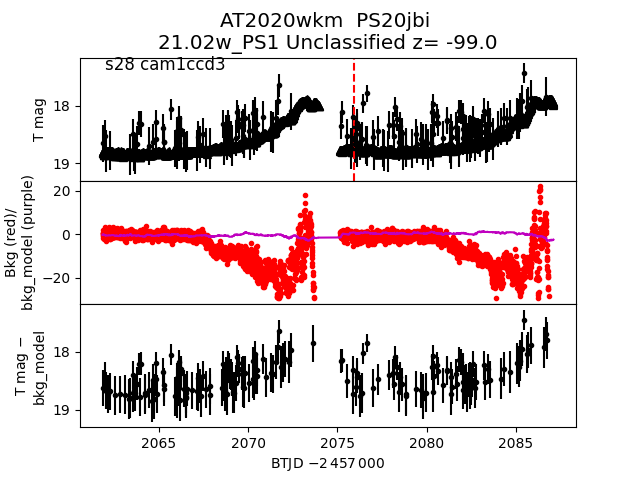 AT2020wkm  PS20jbi
21.02w_PS1 Unclassified z= -99.0
s28 cam1ccd3
T mag
18
19
Bkg (red)/
bkg_model (purple)
20
0
−20
T mag −
bkg_model
18
19
2065
2070
2075
2080
2085
BTJD −2 457 000